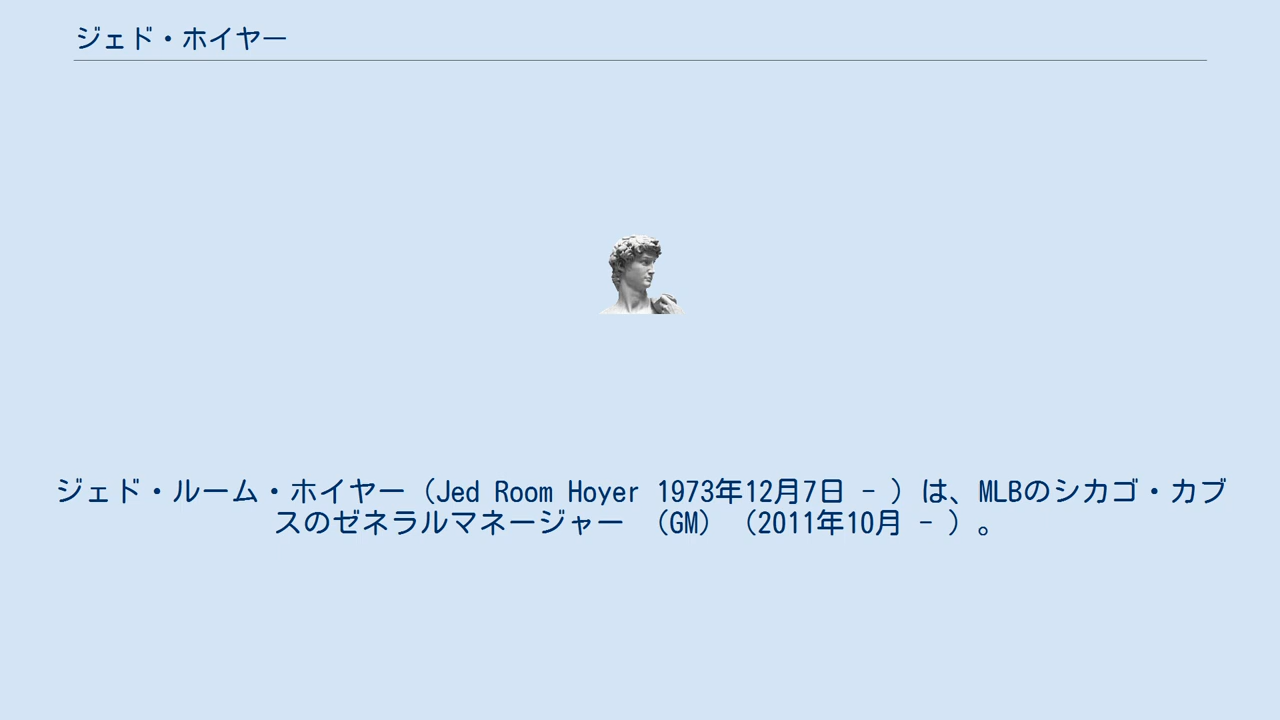 ジェド・ホイヤー
ジェド・ルーム・ホイヤー（Jed Room Hoyer 1973年12月7日 - ）は、MLBのシカゴ・カブ
スのゼネラルマネージャー （GM）（2011年10月 - ）。